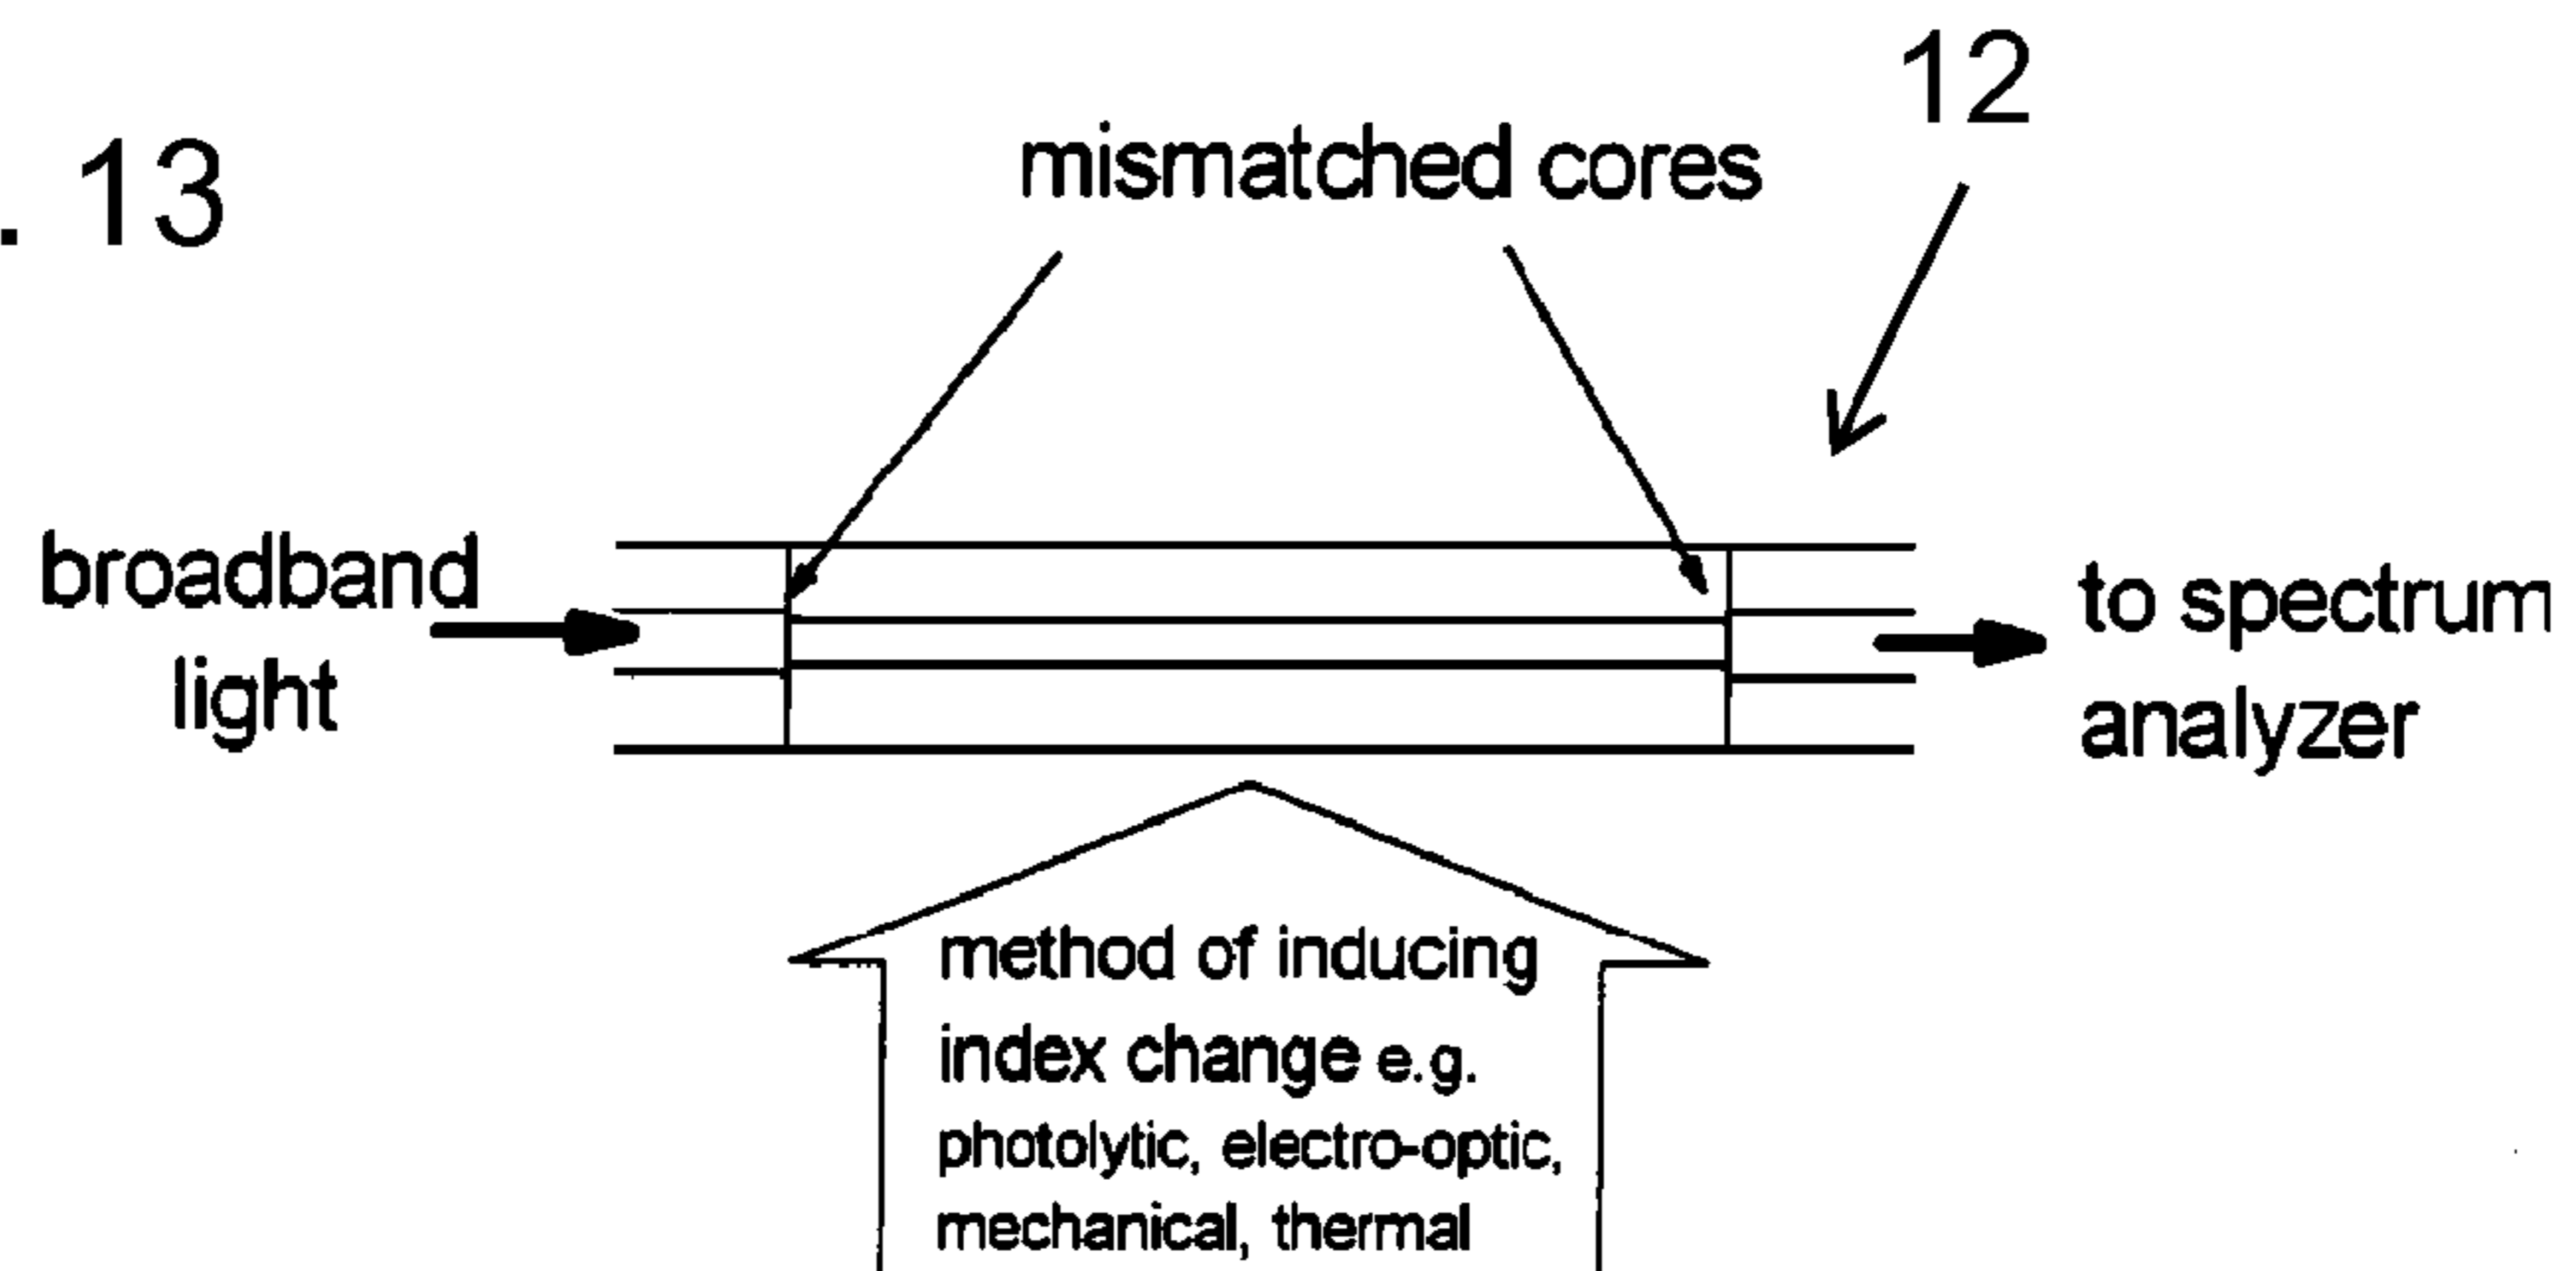 12
. 13
mismatched cores
broadband
light
to spectrum
analyzer
method of inducing
index change e.g.
photolytic, electro-optic,
mechanical, thermal